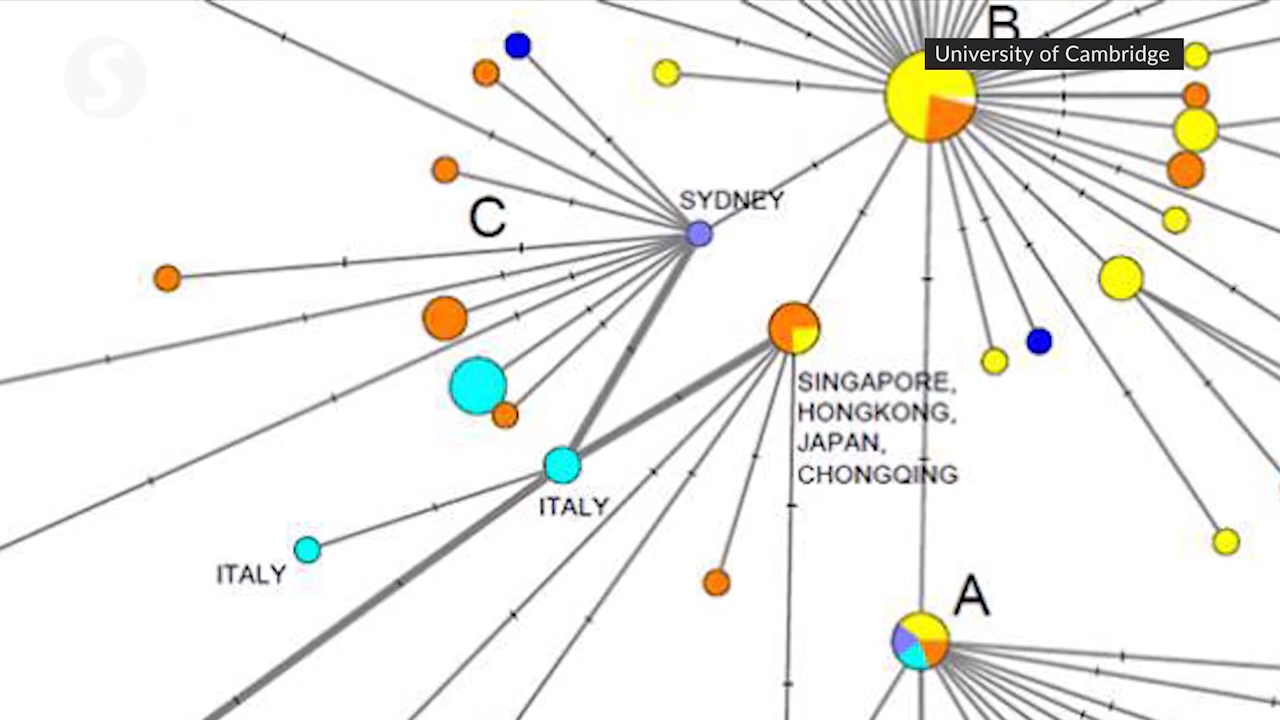 B
University of Cambridge
SYDNEY
C
SINGAPORE,
HONGKONG,
JAPAN,
CHONGQING
ITALY
ITALY
A
S